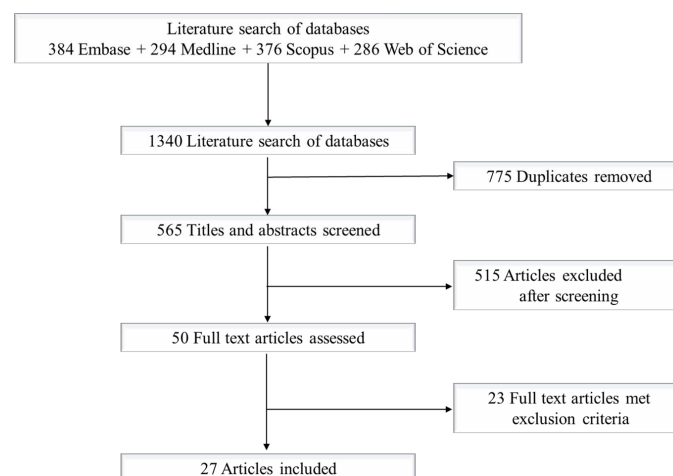 Literature search of databases
384 Embase + 294 Medline + 376 Scopus + 286 Web of Science
1340 Literature search of databases
775 Duplicates removed
565 Titles and abstracts screened
515 Articles excluded
after screening
50 Full text articles assessed
23 Full text articles met
exclusion criteria
27 Articles included